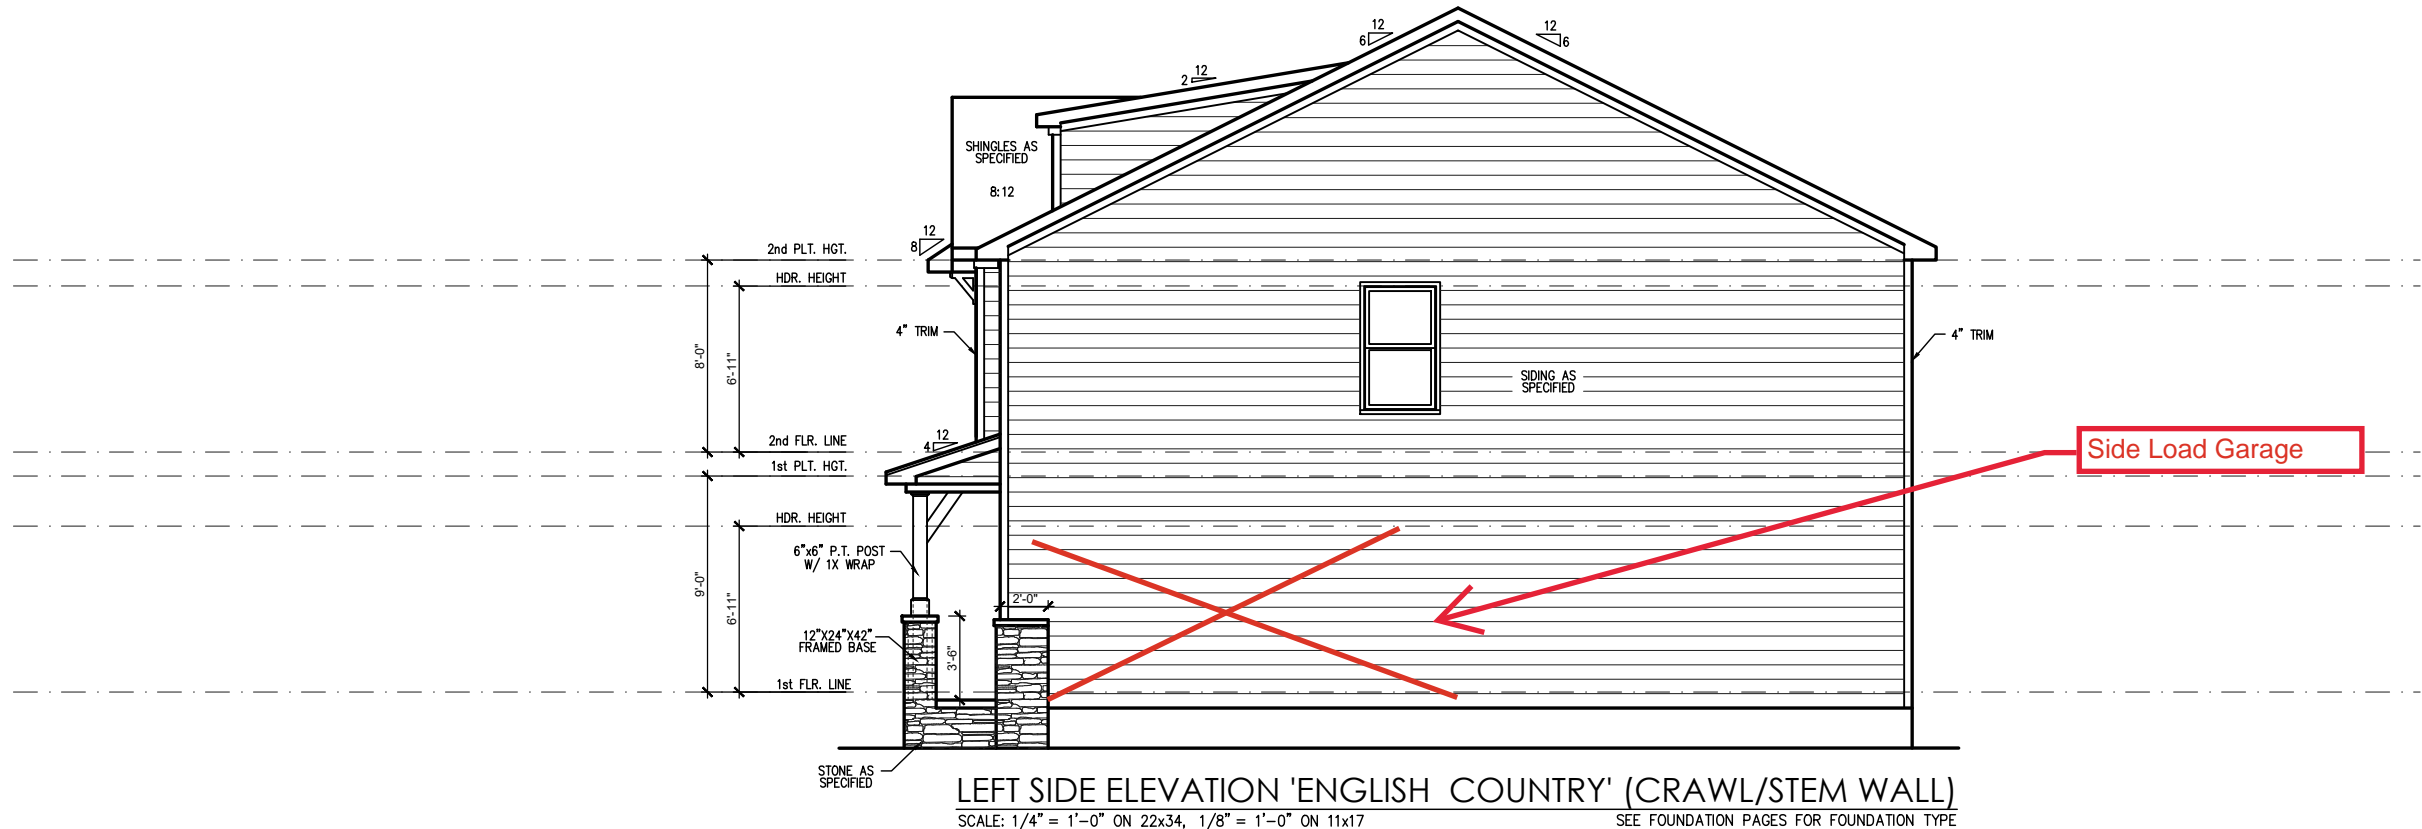 12
6
12
6
12
2
SHINGLES AS
SPECIFIED
8:12
12
8
2nd PLT. HGT.
HDR. HEIGHT
4" TRIM
4" TRIM
8'-0"
6'-11"
SIDING AS
SPECIFIED
12
4
2nd FLR. LINE
1st PLT. HGT.
Side Load Garage
HDR. HEIGHT
6"x6" P.T. POST
W/ 1X WRAP
9'-0"
6'-11"
2'-0"
12"X24"X42"
FRAMED BASE
3'-6"
1st FLR. LINE
STONE AS
SPECIFIED
LEFT SIDE ELEVATION 'ENGLISH COUNTRY' (CRAWL/STEM WALL)
SCALE: 1/4" = 1'-0" ON 22x34, 1/8" = 1'-0" ON 11x17
SEE FOUNDATION PAGES FOR FOUNDATION TYPE